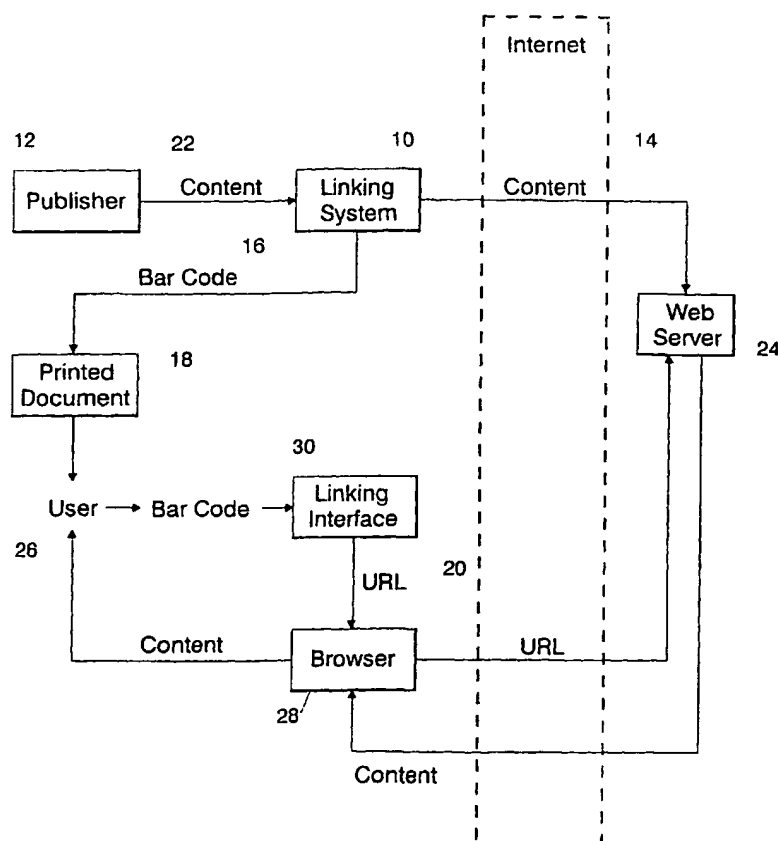 Internet
12
22
10
14
Publisher
Content
Linking
System
Content
16
Bar Code
Web
Server
24
18
Printed
Document
30
User
Bar Code
Linking
Interface
26
20
URL
Content
Browser
URL
28
Content